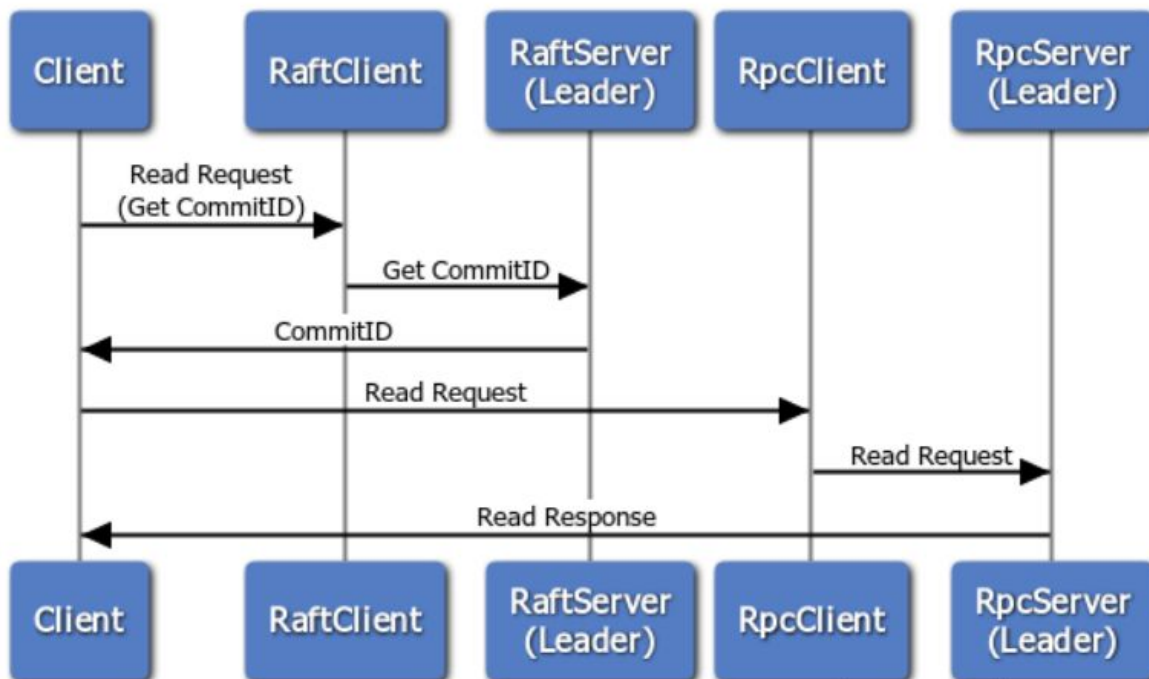 Client
RaftClient
RaftServer
(Leader)
RpcClient
RpcServer
(Leader)
Read Request
(Get CommitID)
Get CommitID
CommitID
Read Request
Read Request
Read Response
Client
RaftClient
RaftServer
(Leader)
RpcClient
RpcServer
(Leader)